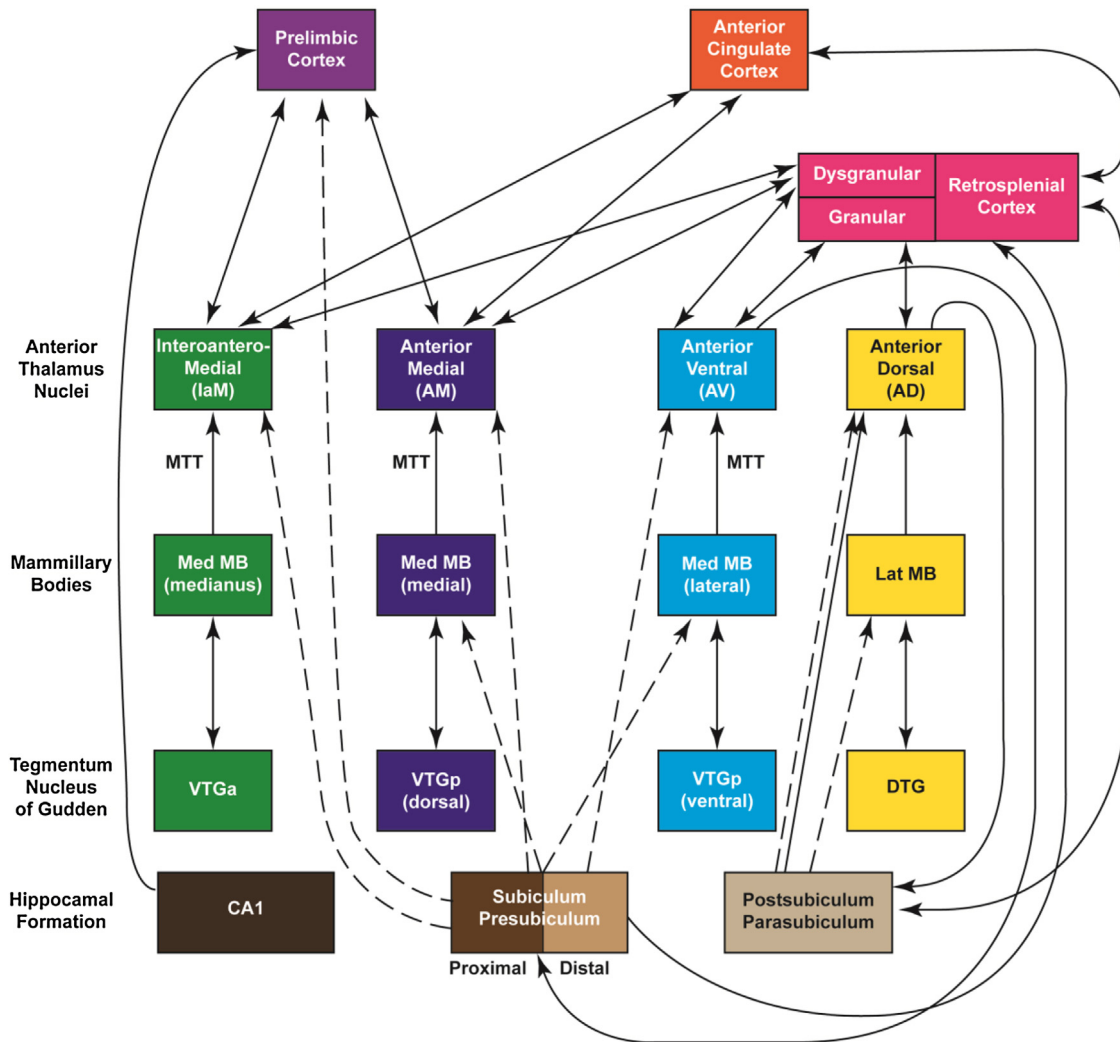 Prelimbic
Cortex
Anterior
Cingulate
Cortex
Dysgranular
Granular
Retrosplenial
Cortex
Anterior
Thalamus
Nuclei
Interoantero-
Medial
(IaM)
Anterior
Medial
(AM)
Anterior
Ventral
(AV)
Anterior
Dorsal
(AD)
MTT
MTT
MTT
Mammillary
Bodies
Med MB
(medianus)
Med MB
(medial)
Med MB
(lateral)
Lat MB
Tegmentum
Nucleus
of Gudden
VTGa
VTGp
(dorsal)
VTGp
(ventral)
DTG
Hippocamal
Formation
CA1
Subiculum
Presubiculum
Postsubiculum
Parasubiculum
Proximal
Distal